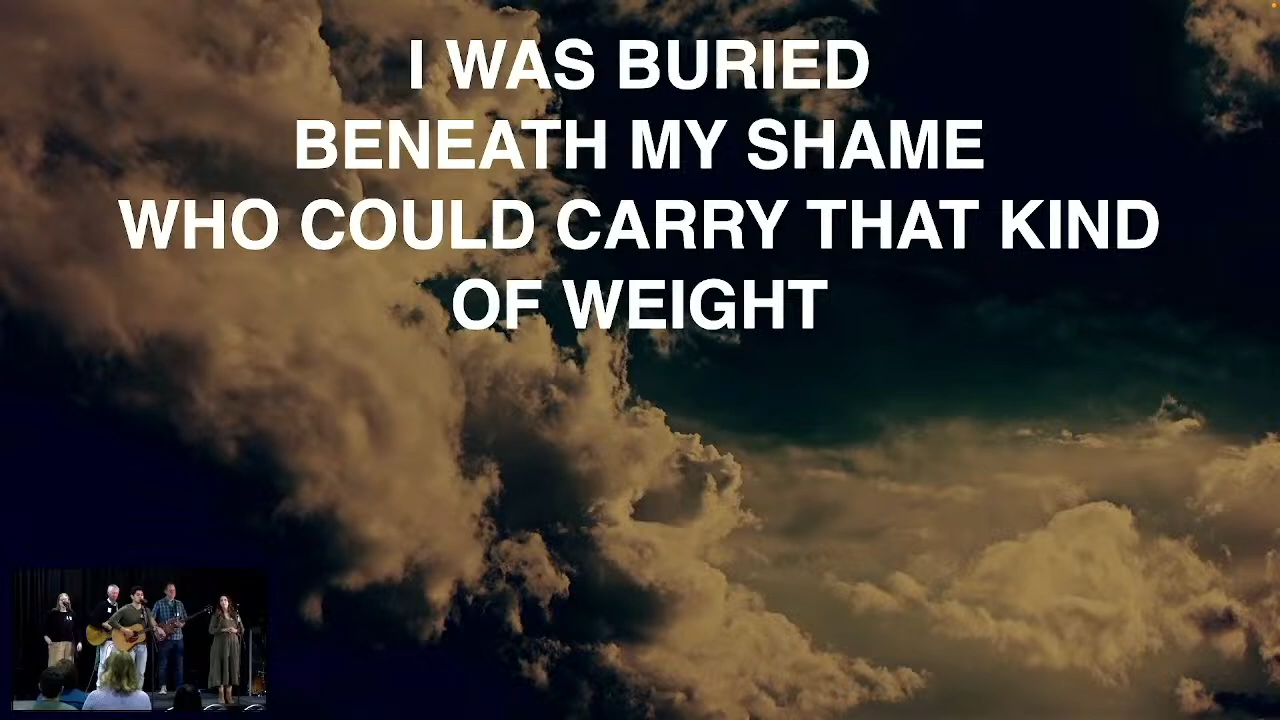 I WAS BURIED
BENEATH MY SHAME
WHO COULD CARRY THAT KIND
OF WEIGHT